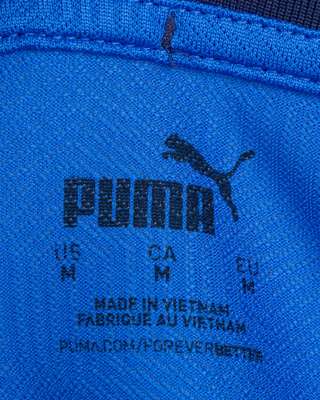 PUMA
US CA EU
M M M
MADE IN VIETNAM
FABRIQUE AU VIETNAM
PUMA.COM/FOREVERBETTER